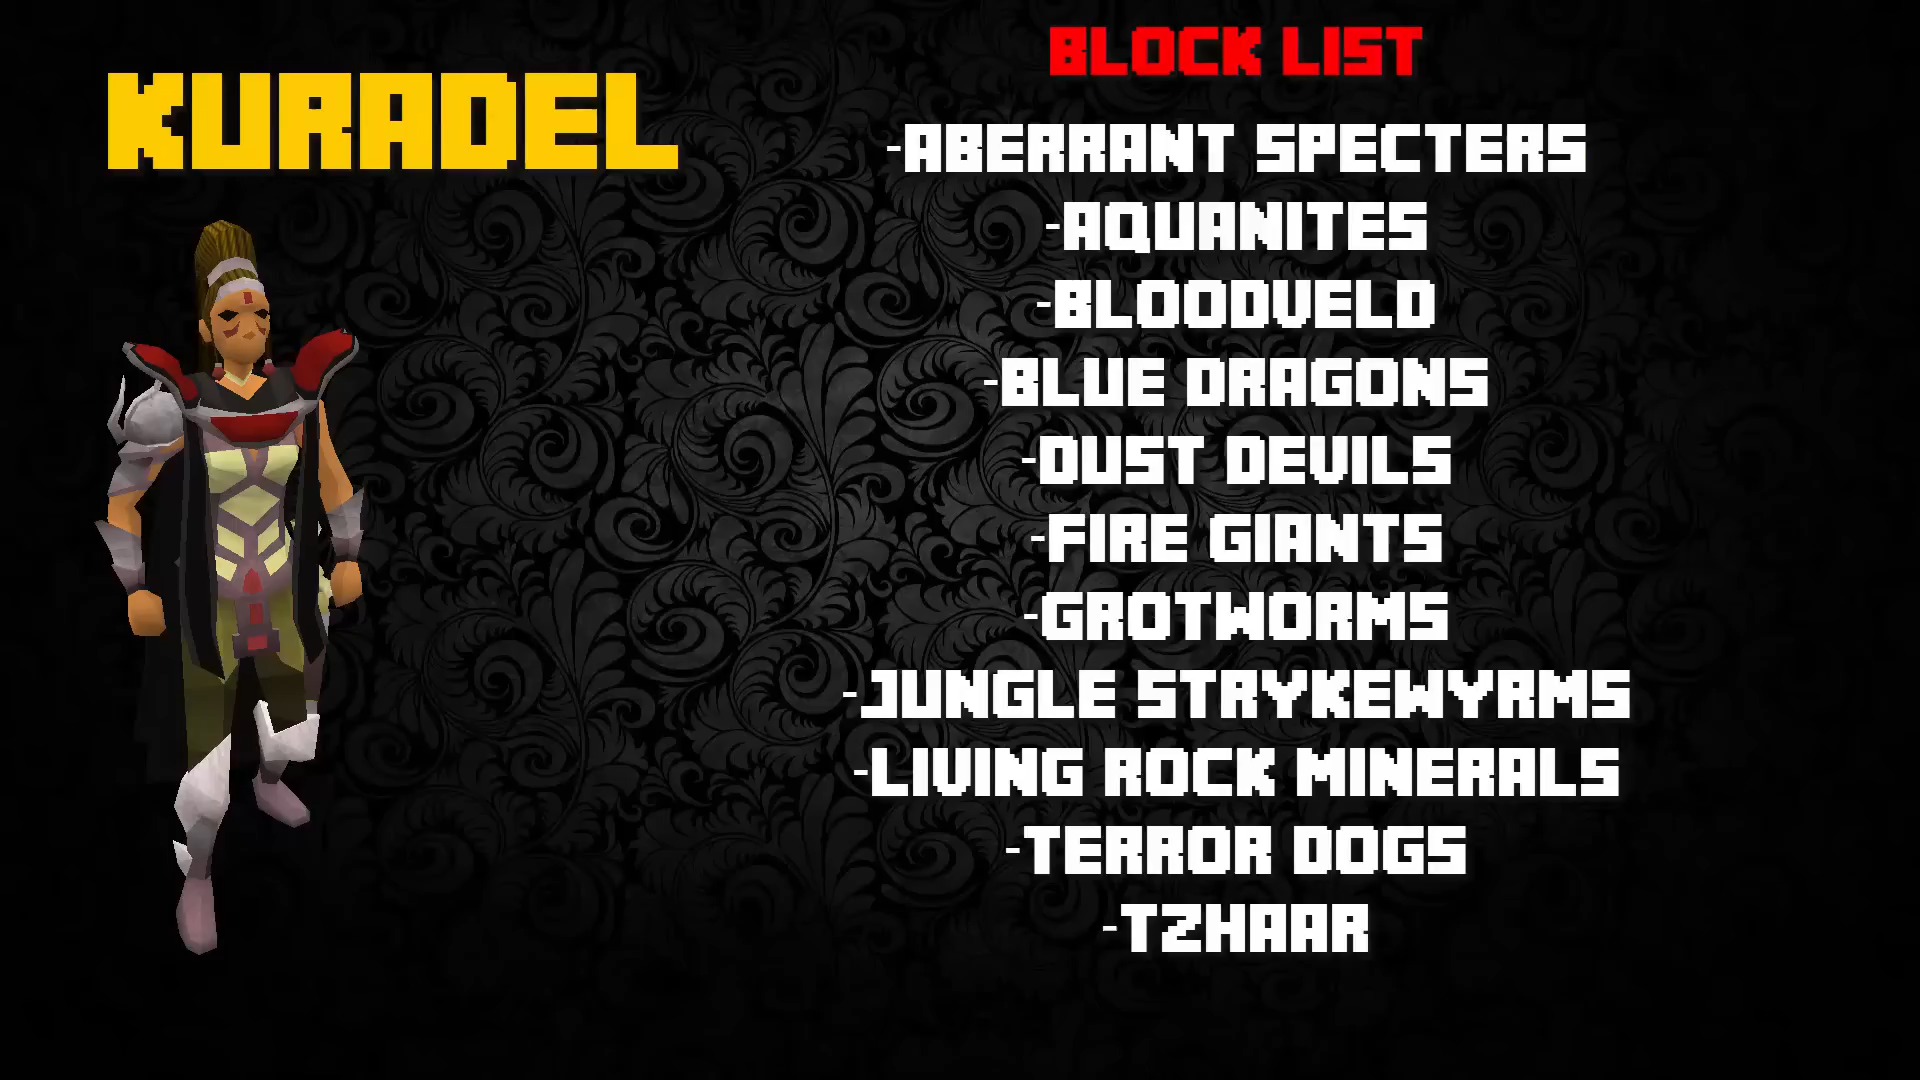 KURADEL
BLOCK LIST
-ABERRANT SPECTERS
-AQUANITES
-BLOODVELD
-BLUE DRAGONS
-DUST DEVILS
-FIRE GIANTS
-GROTWORMS
-JUNGLE STRYKEWYRMS
-LIVING ROCK MINERALS
-TERROR DOGS
-TZHAAR